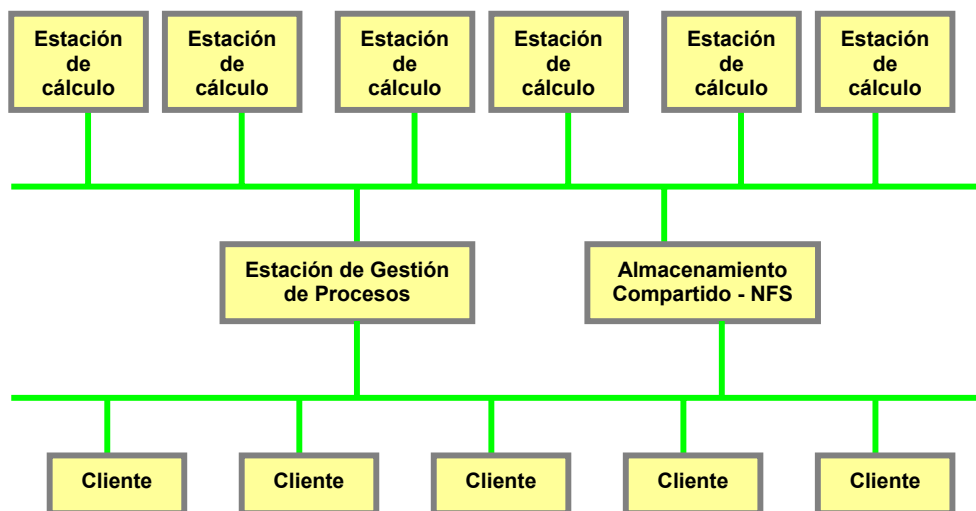 Estación
de
cálculo
Estación
de
cálculo
Estación
de
cálculo
Estación
de
cálculo
Estación
de
cálculo
Estación
de
cálculo
Estación de Gestión
de Procesos
Almacenamiento
Compartido - NFS
Cliente
Cliente
Cliente
Cliente
Cliente